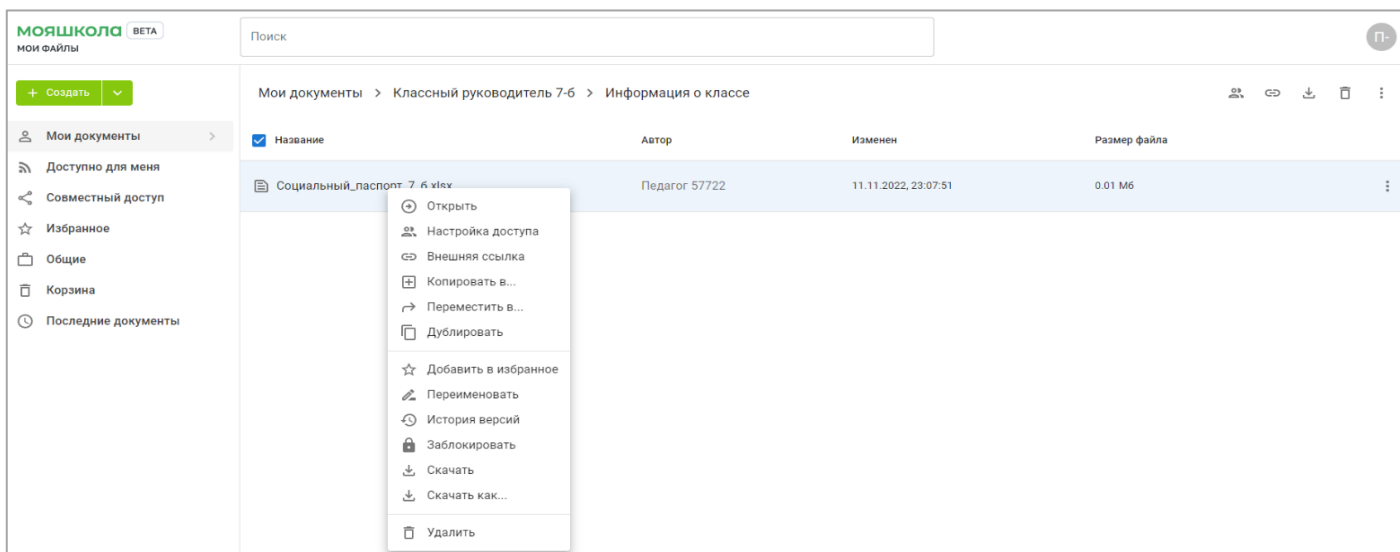 мояшкола BETA
МОИ ФАЙЛЫ
Поиск
П-
+ Создать
Мои документы > Классный руководитель 7-б > Информация о классе
Мои документы
Доступно для меня
Совместный доступ
Избранное
Общие
Корзина
Последние документы
Название Автор Изменен Размер файла
Социальный_паспорт_7_б.xlsx Педагог 57722 11.11.2022, 23:07:51 0.01 Мб
Открыть
Настройка доступа
Внешняя ссылка
Копировать в...
Переместить в...
Дублировать
Добавить в избранное
Переименовать
История версий
Заблокировать
Скачать
Скачать как...
Удалить